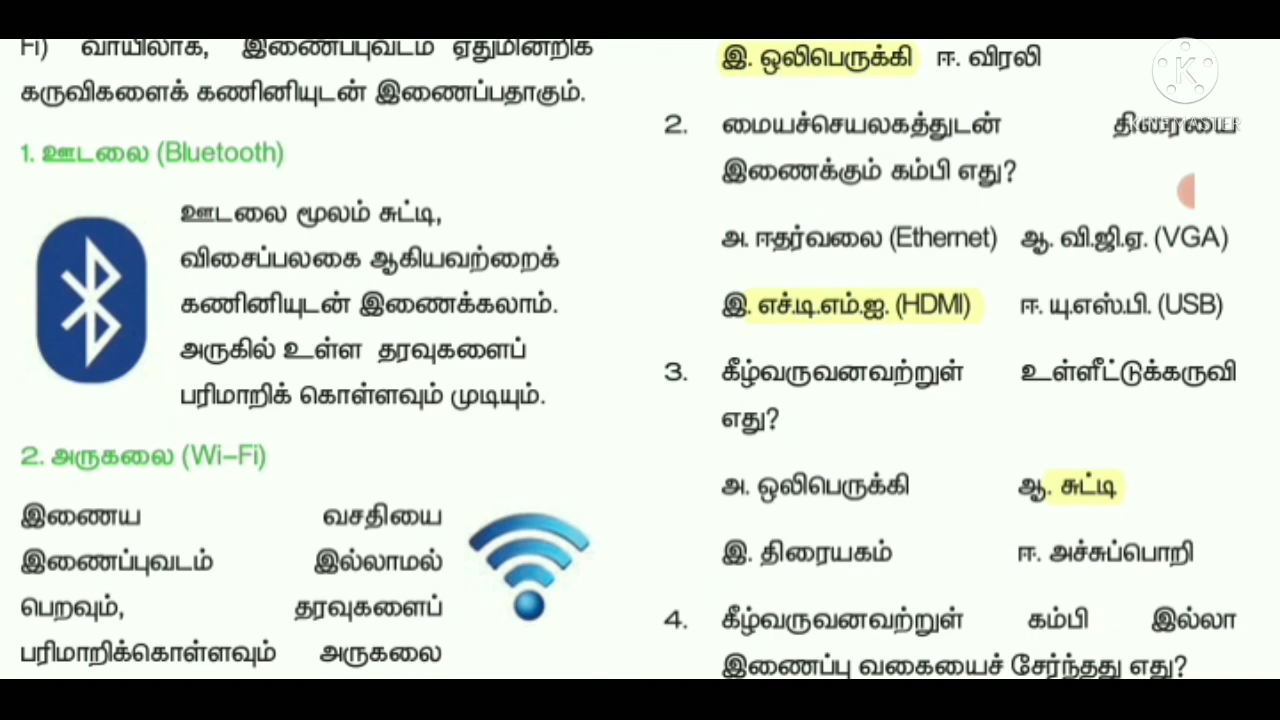 Fi) வாயிலாக, இணைப்புவடம் ஏதுமின்றிக்
கருவிகளைக் கணினியுடன் இணைப்பதாகும்.
1. ஊடலை (Bluetooth)
ஊடலை மூலம் சுட்டி,
விசைப்பலகை ஆகியவற்றைக்
கணினியுடன் இணைக்கலாம்.
அருகில் உள்ள தரவுகளைப்
பரிமாறிக் கொள்ளவும் முடியும்.
2. அருகலை (Wi–Fi)
இணைய வசதியை
இணைப்புவடம் இல்லாமல்
பெறவும், தரவுகளைப்
பரிமாறிக்கொள்ளவும் அருகலை
இ. ஒலிபெருக்கி ஈ. விரலி
2. மையச்செயலகத்துடன் திரையை
இணைக்கும் கம்பி எது?
அ. ஈதர்வலை (Ethernet) ஆ. வி.ஜி.ஏ. (VGA)
இ. எச்.டி.எம்.ஐ. (HDMI) ஈ. யு.எஸ்.பி. (USB)
3. கீழ்வருவனவற்றுள் உள்ளீட்டுக்கருவி
எது?
அ. ஒலிபெருக்கி ஆ. சுட்டி
இ. திரையகம் ஈ. அச்சுப்பொறி
4. கீழ்வருவனவற்றுள் கம்பி இல்லா
இணைப்பு வகையைச் சேர்ந்தது எது?
K
KINEMASTER